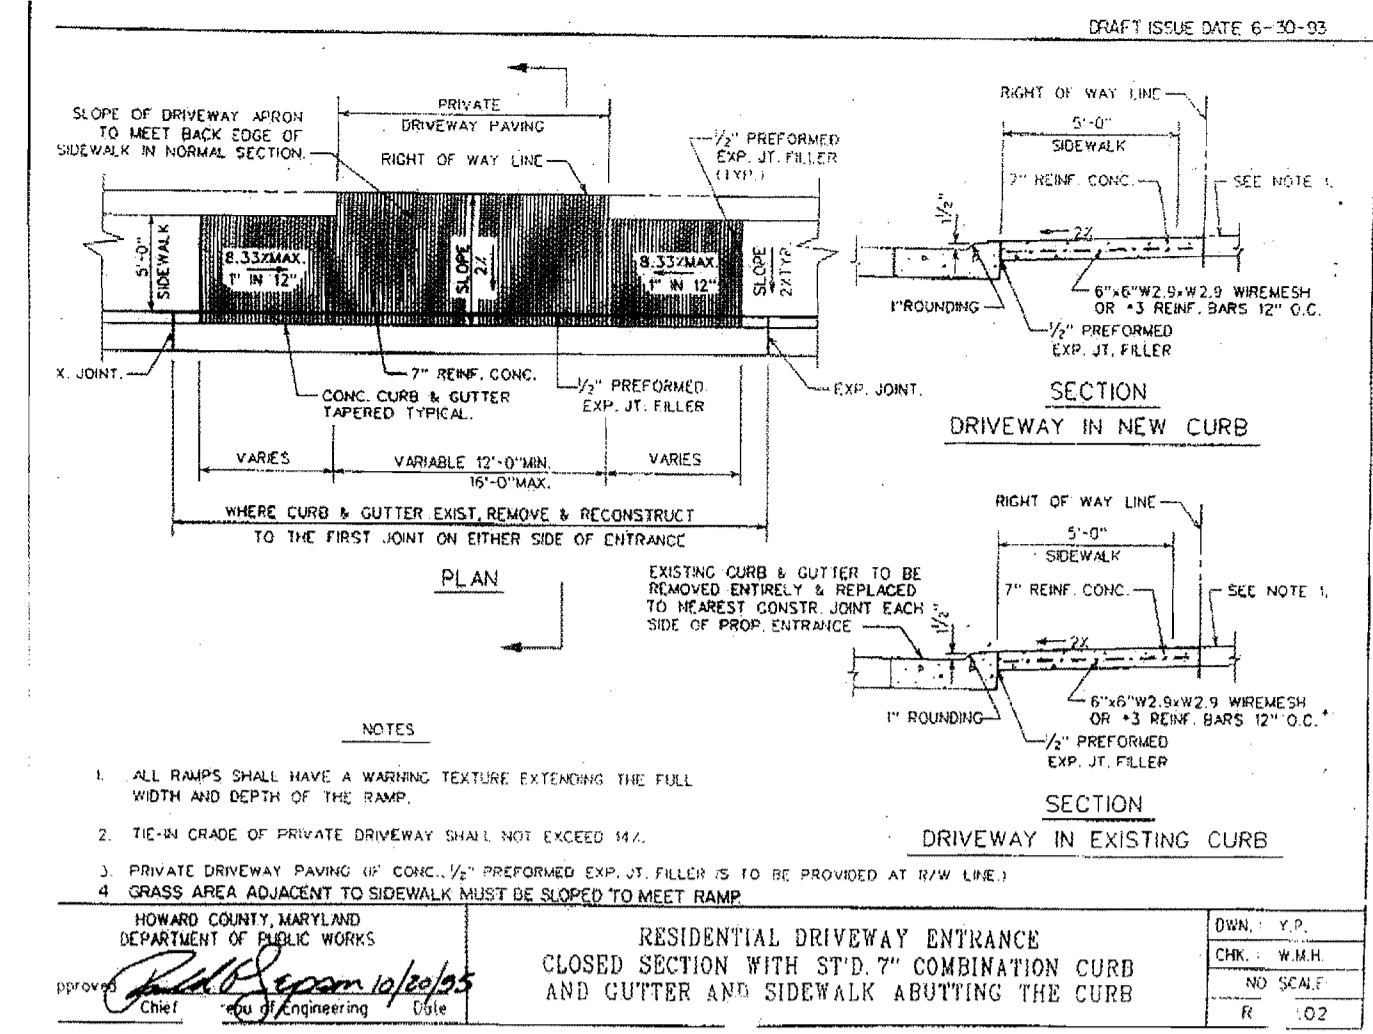 DRAFT ISSUE DATE 6-30-93
PRIVATE
DRIVEWAY PAVING
SLOPE OF DRIVEWAY APRON
TO MEET BACK EDGE OF
SIDEWALK IN NORMAL SECTION.
RIGHT OF WAY LINE
1/2" PREFORMED
EXP. JT. FILLER
(TYP.)
5'-0"
SIDEWALK
8.33%MAX.
1" IN 12"
SLOPE
2%
8.33%MAX.
1" IN 12"
SLOPE
2%TYP.
X. JOINT.
7" REINF. CONC.
CONC. CURB & GUTTER
TAPERED TYPICAL.
1/2" PREFORMED
EXP. JT. FILLER
EXP. JOINT.
VARIES
VARIABLE 12'-0"MIN.
16'-0"MAX.
VARIES
WHERE CURB & GUTTER EXIST, REMOVE & RECONSTRUCT
TO THE FIRST JOINT ON EITHER SIDE OF ENTRANCE
PLAN
RIGHT OF WAY LINE
5'-0"
SIDEWALK
7" REINF. CONC.
SEE NOTE 1.
1 1/2"
2%
1" ROUNDING
6"x6"W2.9xW2.9 WIREMESH
OR #3 REINF. BARS 12" O.C.
1/2" PREFORMED
EXP. JT. FILLER
SECTION
DRIVEWAY IN NEW CURB
RIGHT OF WAY LINE
5'-0"
SIDEWALK
EXISTING CURB & GUTTER TO BE
REMOVED ENTIRELY & REPLACED
TO NEAREST CONSTR. JOINT EACH
SIDE OF PROP. ENTRANCE
7" REINF. CONC.
SEE NOTE 1.
1 1/2"
2%
1" ROUNDING
6"x6"W2.9xW2.9 WIREMESH
OR #3 REINF. BARS 12" O.C.
1/2" PREFORMED
EXP. JT. FILLER
SECTION
DRIVEWAY IN EXISTING CURB
NOTES
1. ALL RAMPS SHALL HAVE A WARNING TEXTURE EXTENDING THE FULL
WIDTH AND DEPTH OF THE RAMP.
2. TIE-IN GRADE OF PRIVATE DRIVEWAY SHALL NOT EXCEED 14%.
3. PRIVATE DRIVEWAY PAVING (IF CONC., 1/2" PREFORMED EXP. JT. FILLER IS TO BE PROVIDED AT R/W LINE.)
4 GRASS AREA ADJACENT TO SIDEWALK MUST BE SLOPED TO MEET RAMP.
HOWARD COUNTY, MARYLAND
DEPARTMENT OF PUBLIC WORKS
pproved
10/20/95
Chief eau of Engineering Date
RESIDENTIAL DRIVEWAY ENTRANCE
CLOSED SECTION WITH ST'D. 7" COMBINATION CURB
AND GUTTER AND SIDEWALK ABUTTING THE CURB
DWN. : Y.P.
CHK. : W.M.H.
NO SCALE
R .02